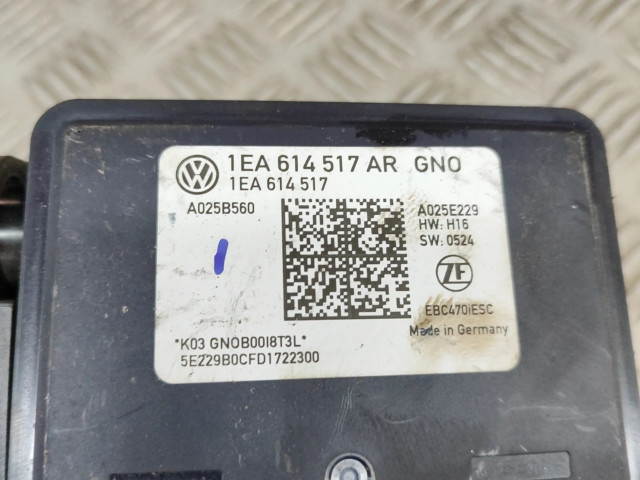 1EA 614 517 AR GNO
1EA 614 517
A025B560
A025E229
HW: H16
SW: 0524
ZF
EBC470iESC
Made in Germany
*K03 GNOB00I8T3L*
5E229B0CFD1722300